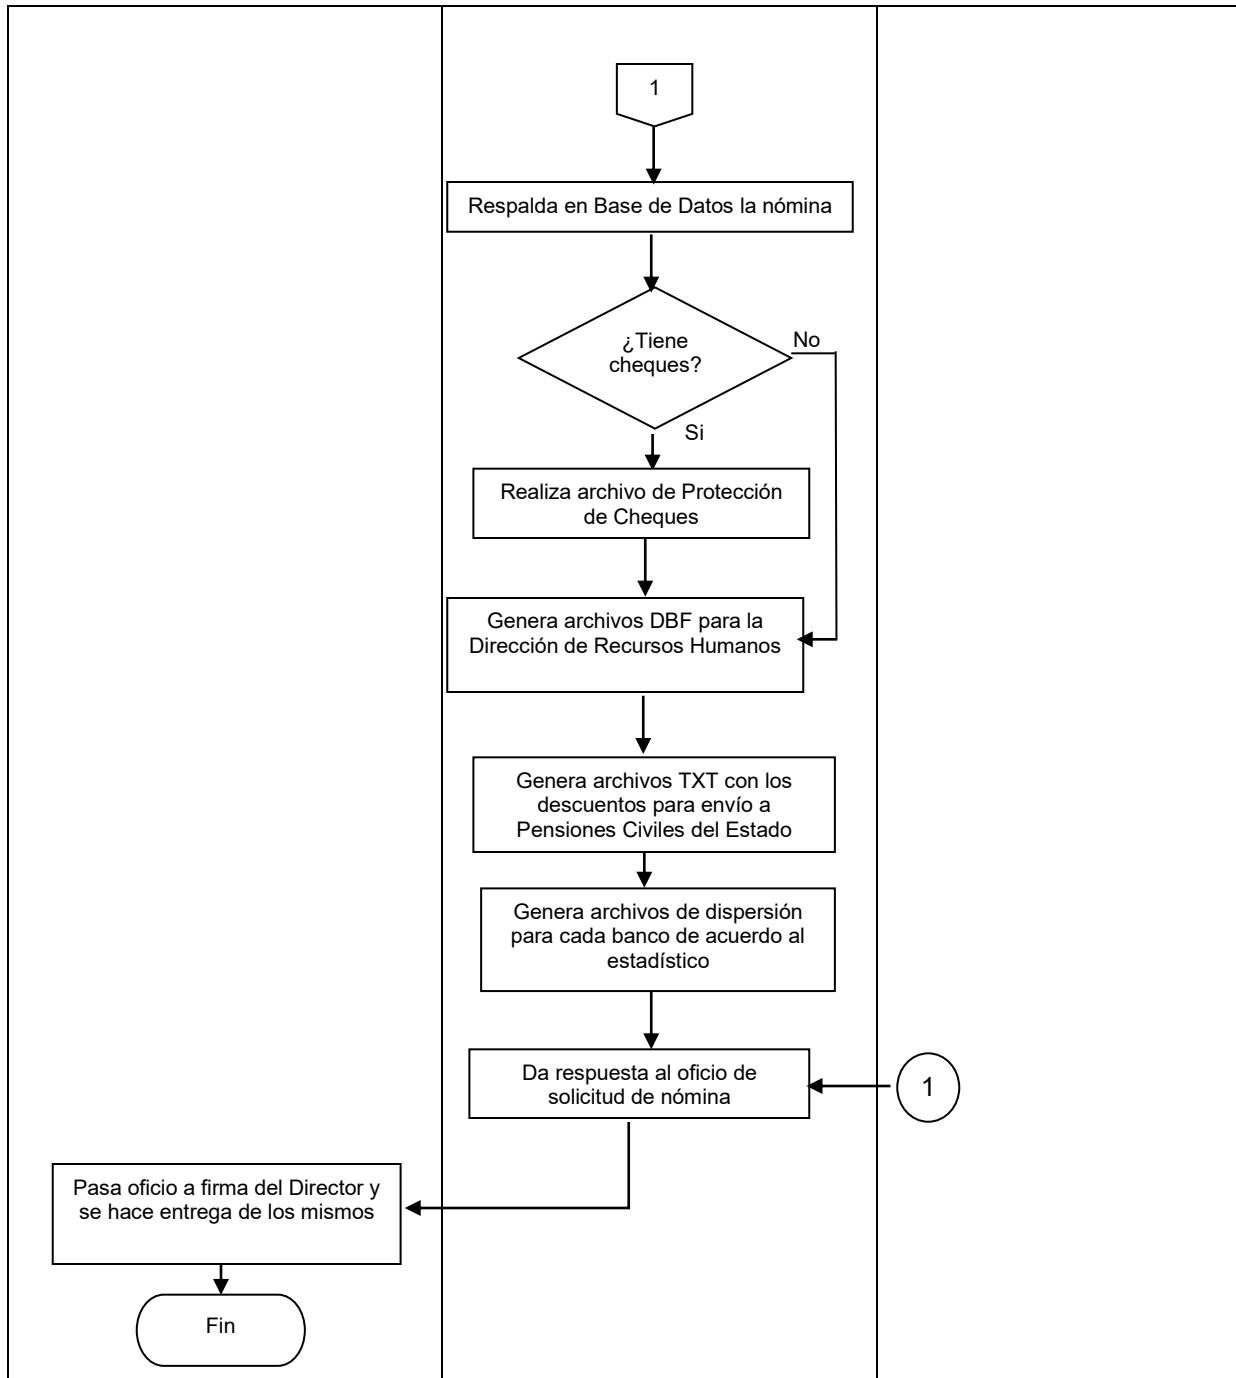 1
Respalda en Base de Datos la nómina
¿Tiene
cheques?
No
Si
Realiza archivo de Protección
de Cheques
Genera archivos DBF para la
Dirección de Recursos Humanos
Genera archivos TXT con los
descuentos para envío a
Pensiones Civiles del Estado
Genera archivos de dispersión
para cada banco de acuerdo al
estadístico
Da respuesta al oficio de
solicitud de nómina
1
Pasa oficio a firma del Director y
se hace entrega de los mismos
Fin